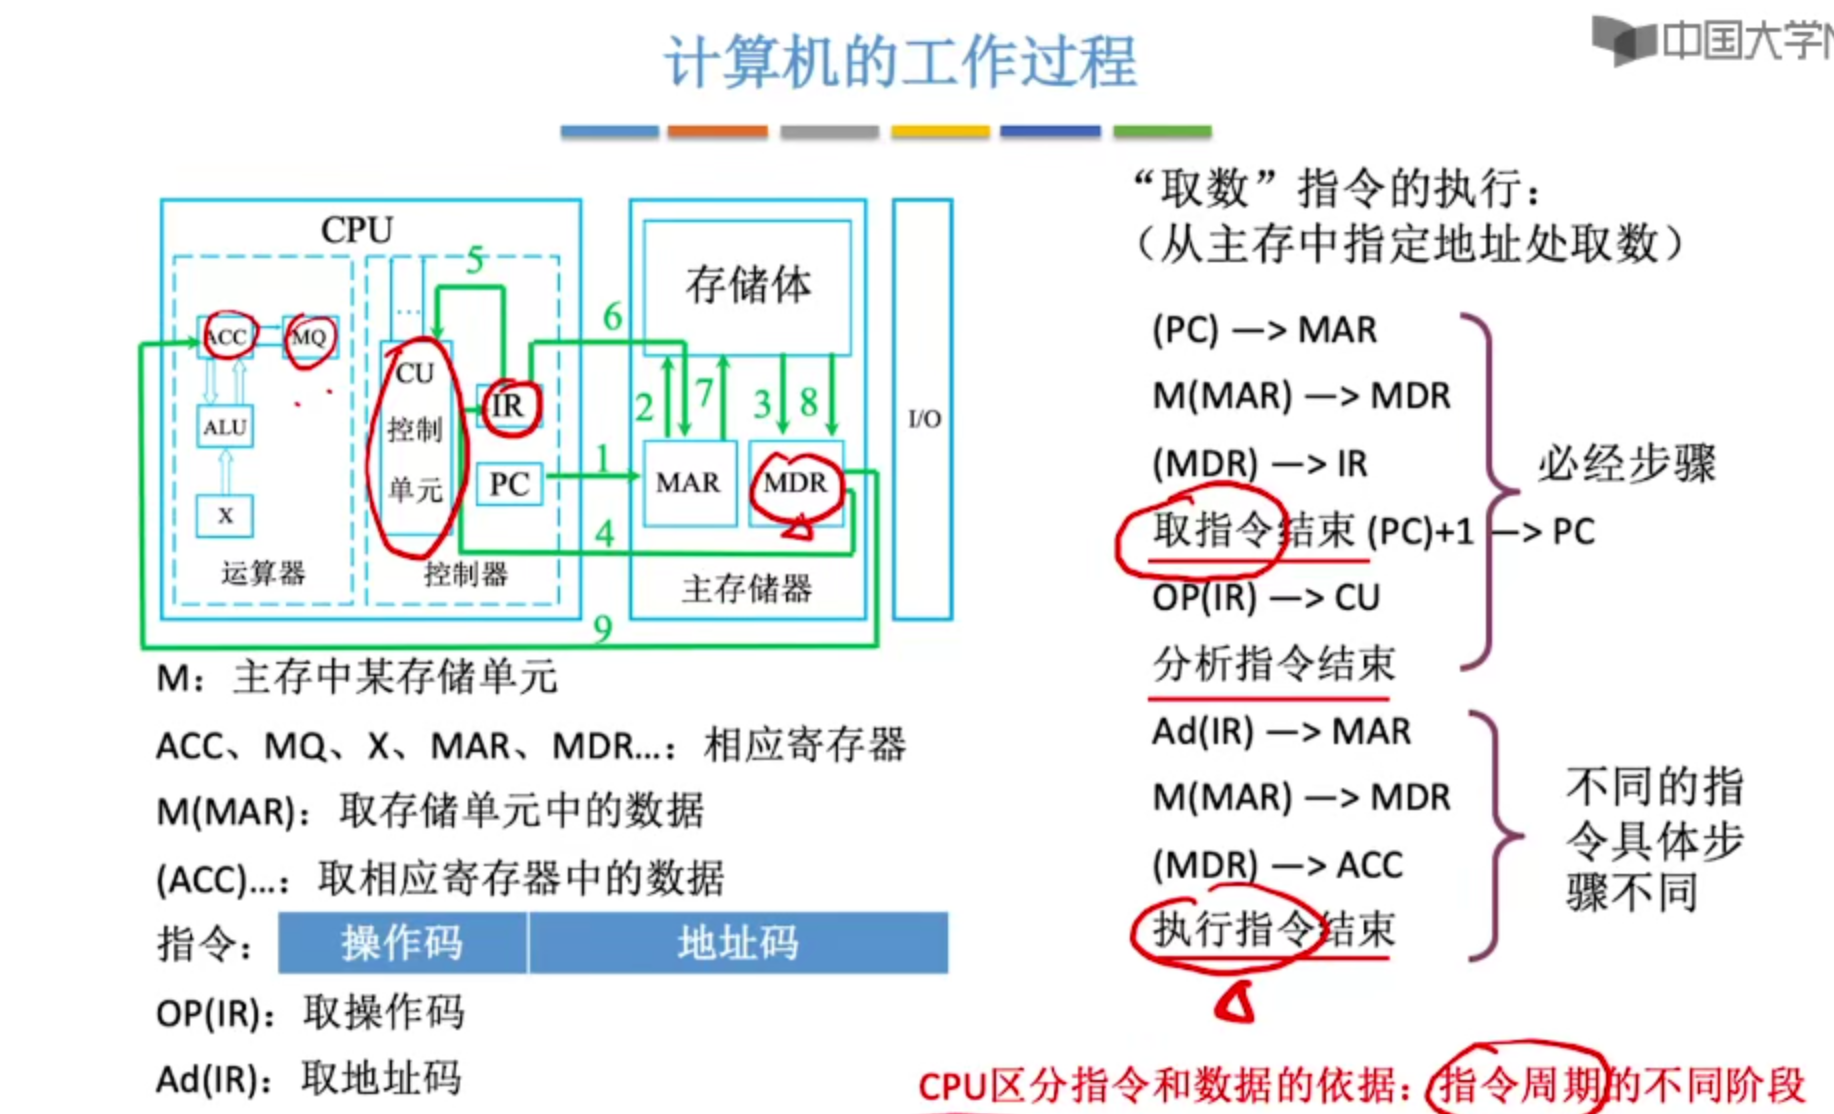 中国大学
计算机的工作过程
CPU
ACC
MQ
ALU
X
运算器
...
CU
控制
单元
IR
PC
控制器
5
6
1
4
9
存储体
2
7
3
8
MAR
MDR
主存储器
I/O
M：主存中某存储单元
ACC、MQ、X、MAR、MDR...：相应寄存器
M(MAR)：取存储单元中的数据
(ACC)...：取相应寄存器中的数据
指令： 操作码 地址码
OP(IR)：取操作码
Ad(IR)：取地址码
“取数”指令的执行：
（从主存中指定地址处取数）
(PC) —> MAR
M(MAR) —> MDR
(MDR) —> IR
取指令结束 (PC)+1 —> PC
OP(IR) —> CU
分析指令结束
必经步骤
Ad(IR) —> MAR
M(MAR) —> MDR
(MDR) —> ACC
执行指令结束
不同的指
令具体步
骤不同
CPU区分指令和数据的依据：指令周期的不同阶段